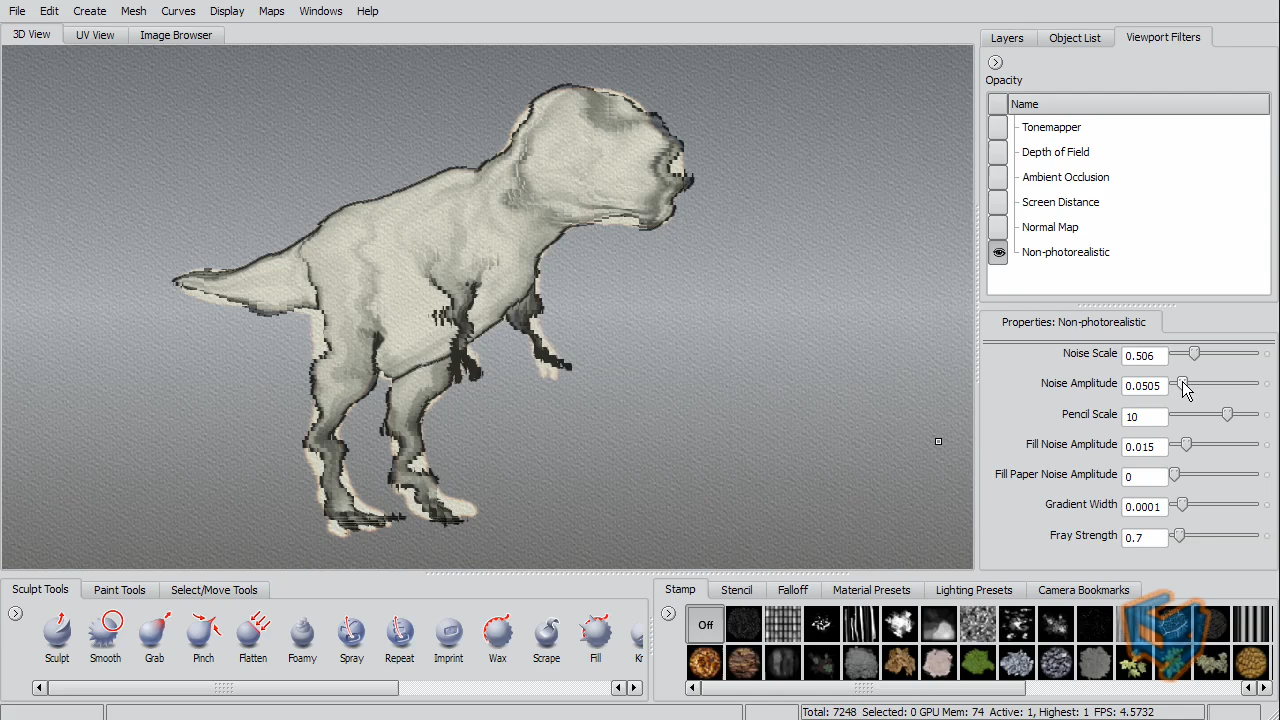 File Edit Create Mesh Curves Display Maps Windows Help
3D View UV View Image Browser
Layers Object List Viewport Filters
Opacity
Name
Tonemapper
Depth of Field
Ambient Occlusion
Screen Distance
Normal Map
Non-photorealistic
Properties: Non-photorealistic
Noise Scale 0.506
Noise Amplitude 0.0505
Pencil Scale 10
Fill Noise Amplitude 0.015
Fill Paper Noise Amplitude 0
Gradient Width 0.0001
Fray Strength 0.7
Sculpt Tools Paint Tools Select/Move Tools
Sculpt Smooth Grab Pinch Flatten Foamy Spray Repeat Imprint Wax Scrape Fill Kr
Stamp Stencil Falloff Material Presets Lighting Presets Camera Bookmarks
Off
Total: 7248 Selected: 0 GPU Mem: 74 Active: 1, Highest: 1 FPS: 4.5732